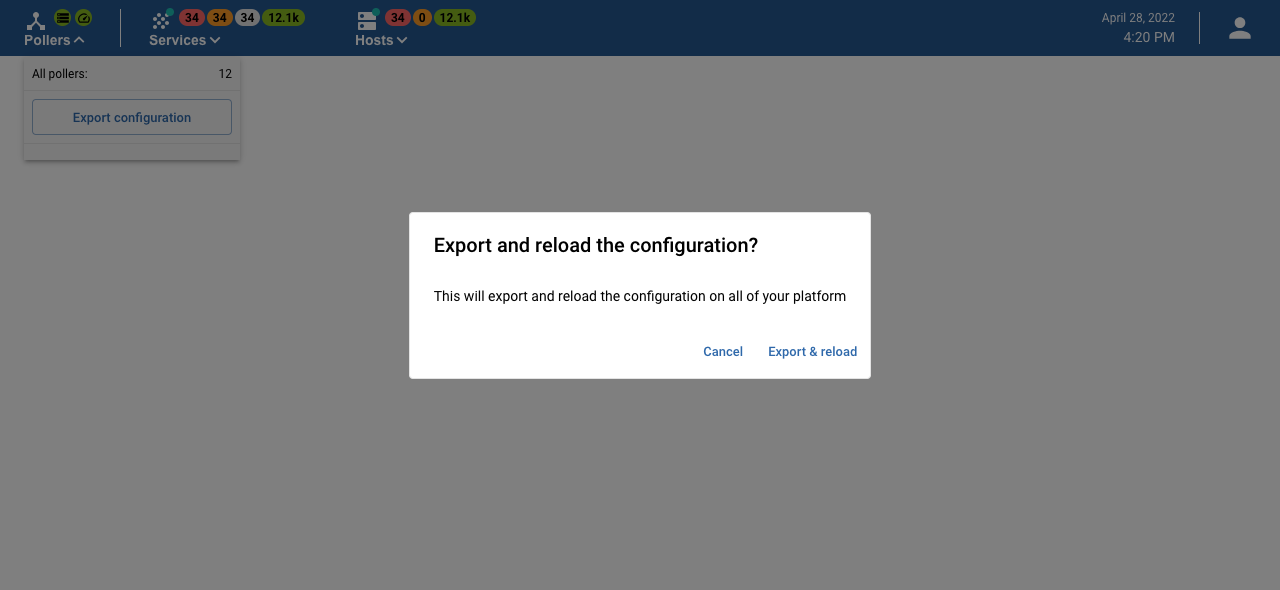 34 34 34 12.1k
34 0 12.1k
April 28, 2022
Pollers
Services
Hosts
4:20 PM
All pollers: 12
Export configuration
Export and reload the configuration?
This will export and reload the configuration on all of your platform
Cancel Export & reload